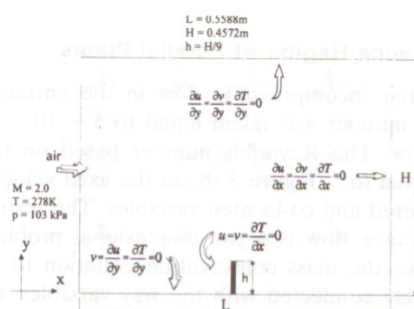 L = 0.5588m
H = 0.4572m
h = H/9
∂u/∂y = ∂v/∂y = ∂T/∂y = 0
air
∂u/∂x = ∂v/∂x = ∂T/∂x = 0
H
M = 2.0
T = 278K
p = 103 kPa
u = v = ∂T/∂x = 0
v = ∂u/∂y = ∂T/∂y = 0
h
y
x
L